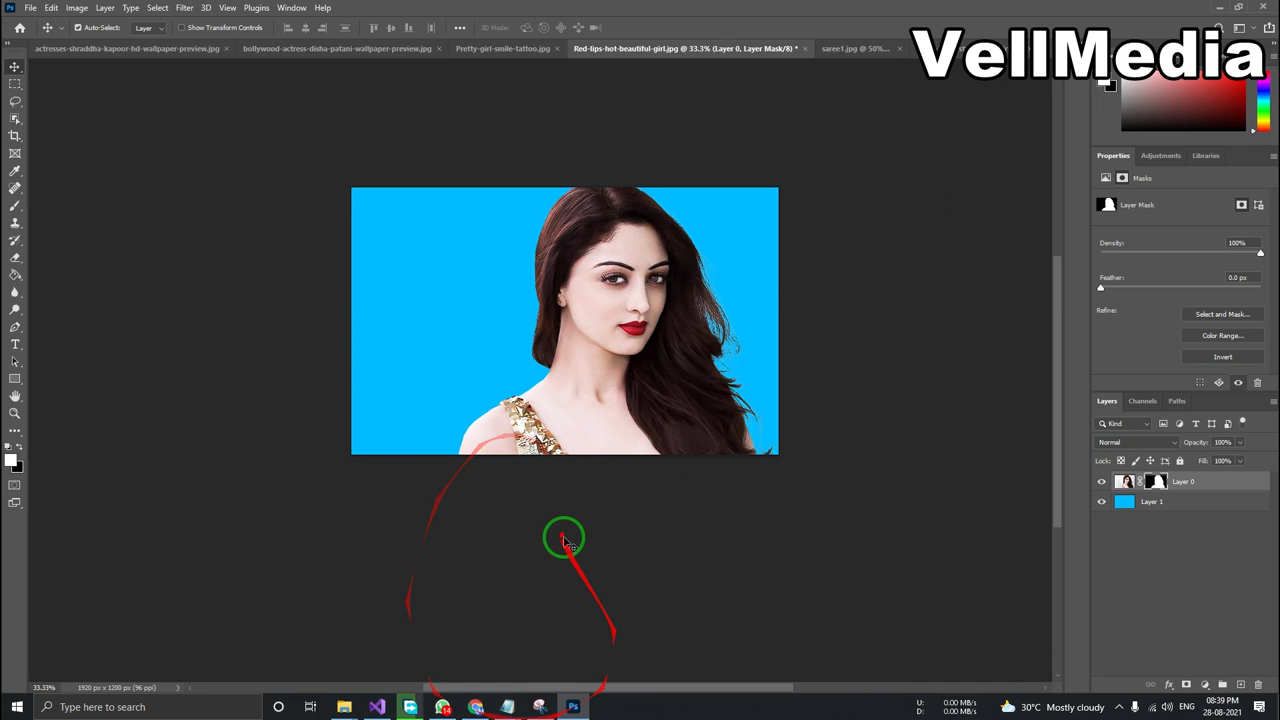 Ps File Edit Image Layer Type Select Filter 3D View Plugins Window Help
Auto-Select: Layer Show Transform Controls 3D Mode:
actresses-shraddha-kapoor-hd-wallpaper-preview.jpg × bollywood-actress-disha-patani-wallpaper-preview.jpg × Pretty-girl-smile-tattoo.jpg × Red-lips-hot-beautiful-girl.jpg @ 33.3% (Layer 0, Layer Mask/8) * × saree1.jpg @ 50%... ×
VellMedia
Properties Adjustments Libraries
Masks
Layer Mask
Density: 100%
Feather: 0.0 px
Refine: Select and Mask...
Color Range...
Invert
Layers Channels Paths
Kind
Normal Opacity: 100%
Lock: Fill: 100%
Layer 0
Layer 1
33.33% 1920 px x 1200 px (96 ppi)
Type here to search
14
Ps
U: 0.00 MB/s
D: 0.00 MB/s
30°C Mostly cloudy
ENG
08:39 PM
28-08-2021